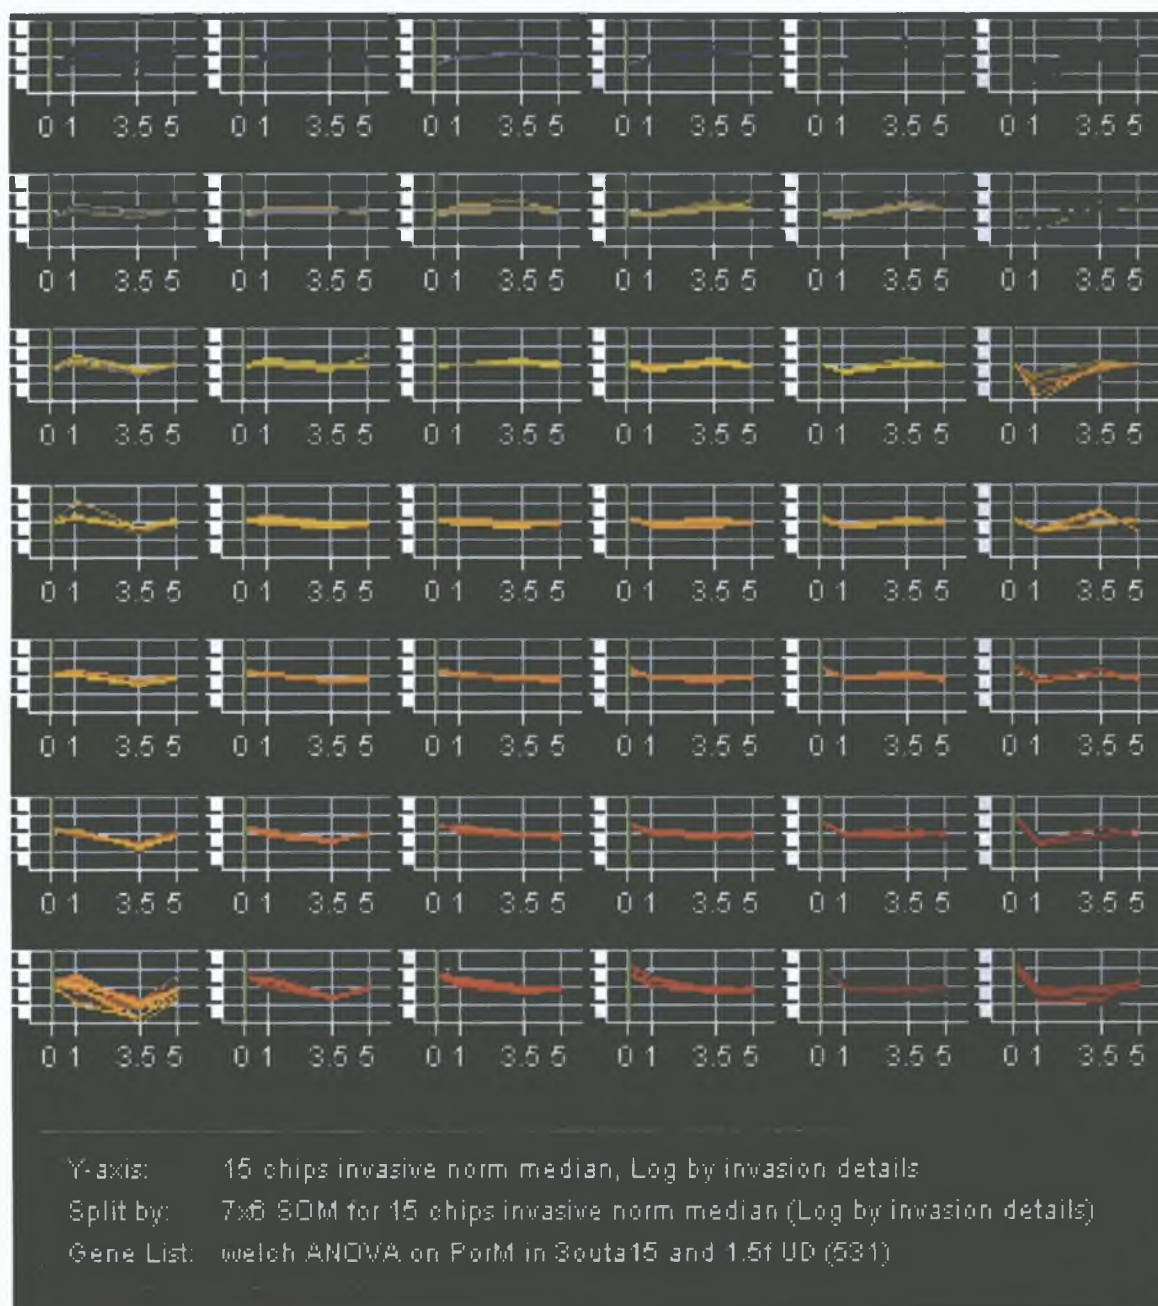 0 1 3.5 5 0 1 3.5 5 0 1 3.5 5 0 1 3.5 5 0 1 3.5 5 0 1 3.5 5
0 1 3.5 5 0 1 3.5 5 0 1 3.5 5 0 1 3.5 5 0 1 3.5 5 0 1 3.5 5
0 1 3.5 5 0 1 3.5 5 0 1 3.5 5 0 1 3.5 5 0 1 3.5 5 0 1 3.5 5
0 1 3.5 5 0 1 3.5 5 0 1 3.5 5 0 1 3.5 5 0 1 3.5 5 0 1 3.5 5
0 1 3.5 5 0 1 3.5 5 0 1 3.5 5 0 1 3.5 5 0 1 3.5 5 0 1 3.5 5
0 1 3.5 5 0 1 3.5 5 0 1 3.5 5 0 1 3.5 5 0 1 3.5 5 0 1 3.5 5
0 1 3.5 5 0 1 3.5 5 0 1 3.5 5 0 1 3.5 5 0 1 3.5 5 0 1 3.5 5
Y-axis: 15 chips invasive norm median, Log by invasion details
Split by: 7x6 SOM for 15 chips invasive norm median (Log by invasion details)
Gene List: welch ANOVA on PorM in 3outa15 and 1.5f UD (531)